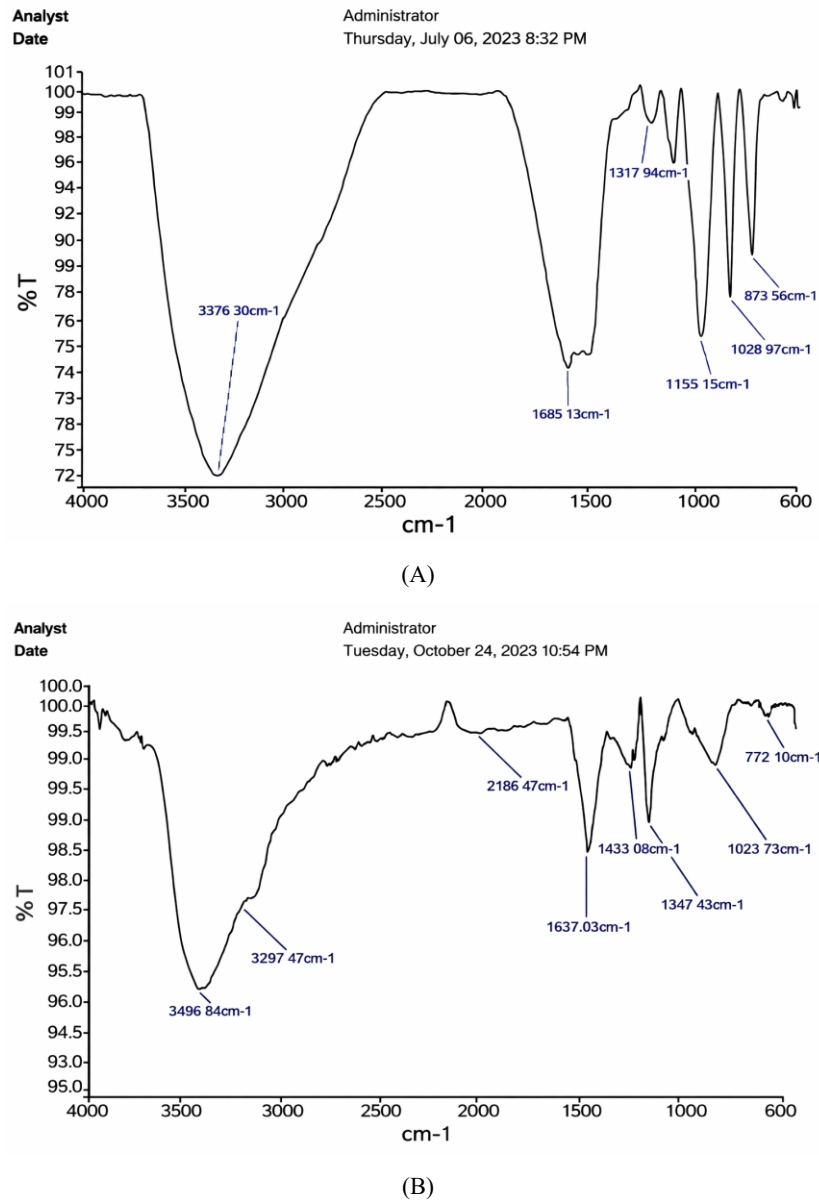 Analyst Administrator
Date Thursday, July 06, 2023 8:32 PM
101
100
99
98
96
94
92
90
99
78
76
75
74
73
78
75
72
%T
3376 30cm-1
1685 13cm-1
1317 94cm-1
1155 15cm-1
1028 97cm-1
873 56cm-1
4000 3500 3000 2500 2000 1500 1000 600
cm-1
(A)
Analyst Administrator
Date Tuesday, October 24, 2023 10:54 PM
100.0
100.0
99.5
99.0
99.5
99.0
98.5
98.0
97.5
96.0
95.5
96.0
94.5
93.0
95.0
%T
3496 84cm-1
3297 47cm-1
2186 47cm-1
1637.03cm-1
1433 08cm-1
1347 43cm-1
1023 73cm-1
772 10cm-1
4000 3500 3000 2500 2000 1500 1000 600
cm-1
(B)